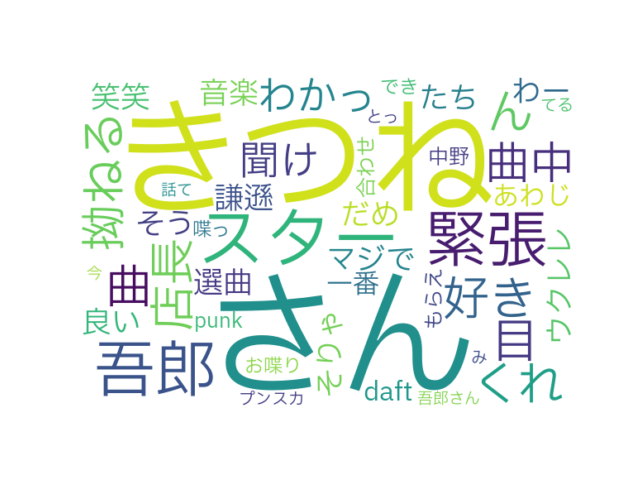 笑笑
音楽
わかっ
でき
たち
わー
てる
とっ
ん
きつね
拗ねる
聞け
合わせ
中野
曲中
話て
謙遜
あわじ
そう
喋っ
スター
だめ
緊張
店長
マジで
ウクレレ
今
曲
選曲
一番
もらえ
好き
目
良い
punk
さん
そりゃ
吾郎
お喋り
み
くれ
プンスカ
daft
吾郎さん